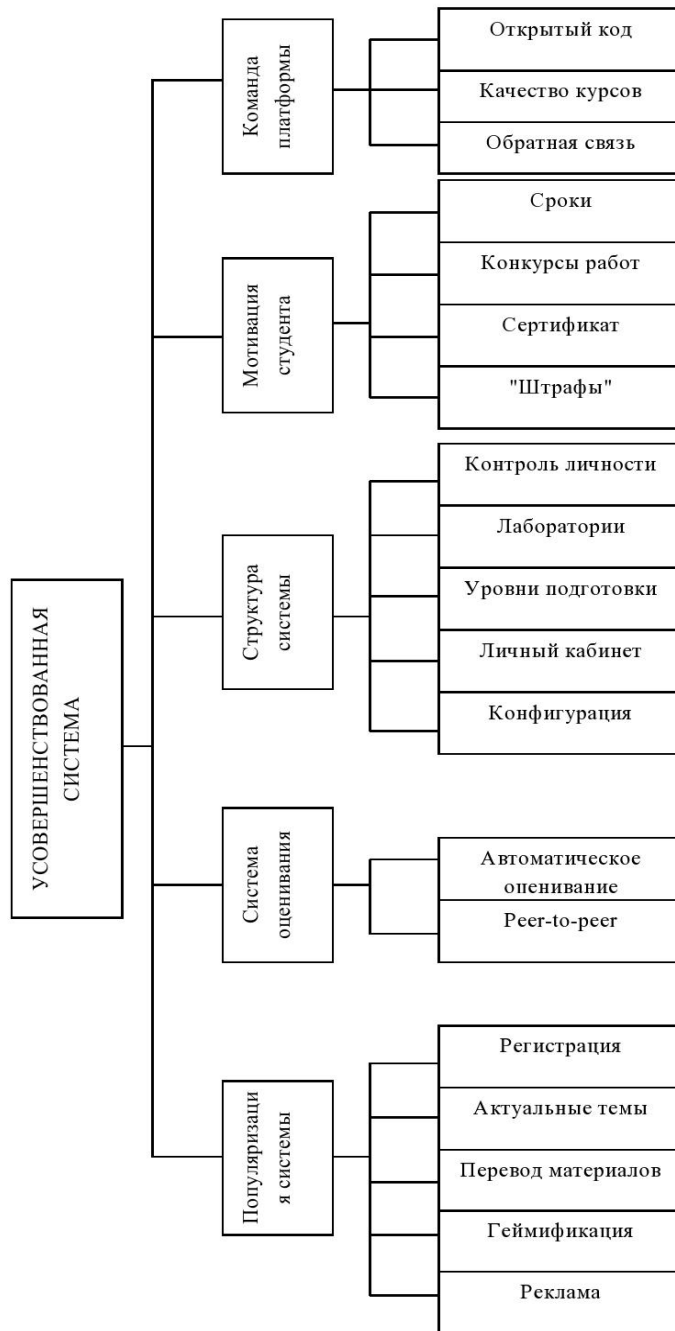 УСОВЕРШЕНСТВОВАННАЯ
СИСТЕМА
Команда
платформы
Открытый код
Качество курсов
Обратная связь
Мотивация
студента
Сроки
Конкурсы работ
Сертификат
"Штрафы"
Структура
системы
Контроль личности
Лаборатории
Уровни подготовки
Личный кабинет
Конфигурация
Система
оценивания
Автоматическое
оценивание
Peer-to-peer
Популяризаци
я системы
Регистрация
Актуальные темы
Перевод материалов
Геймификация
Реклама